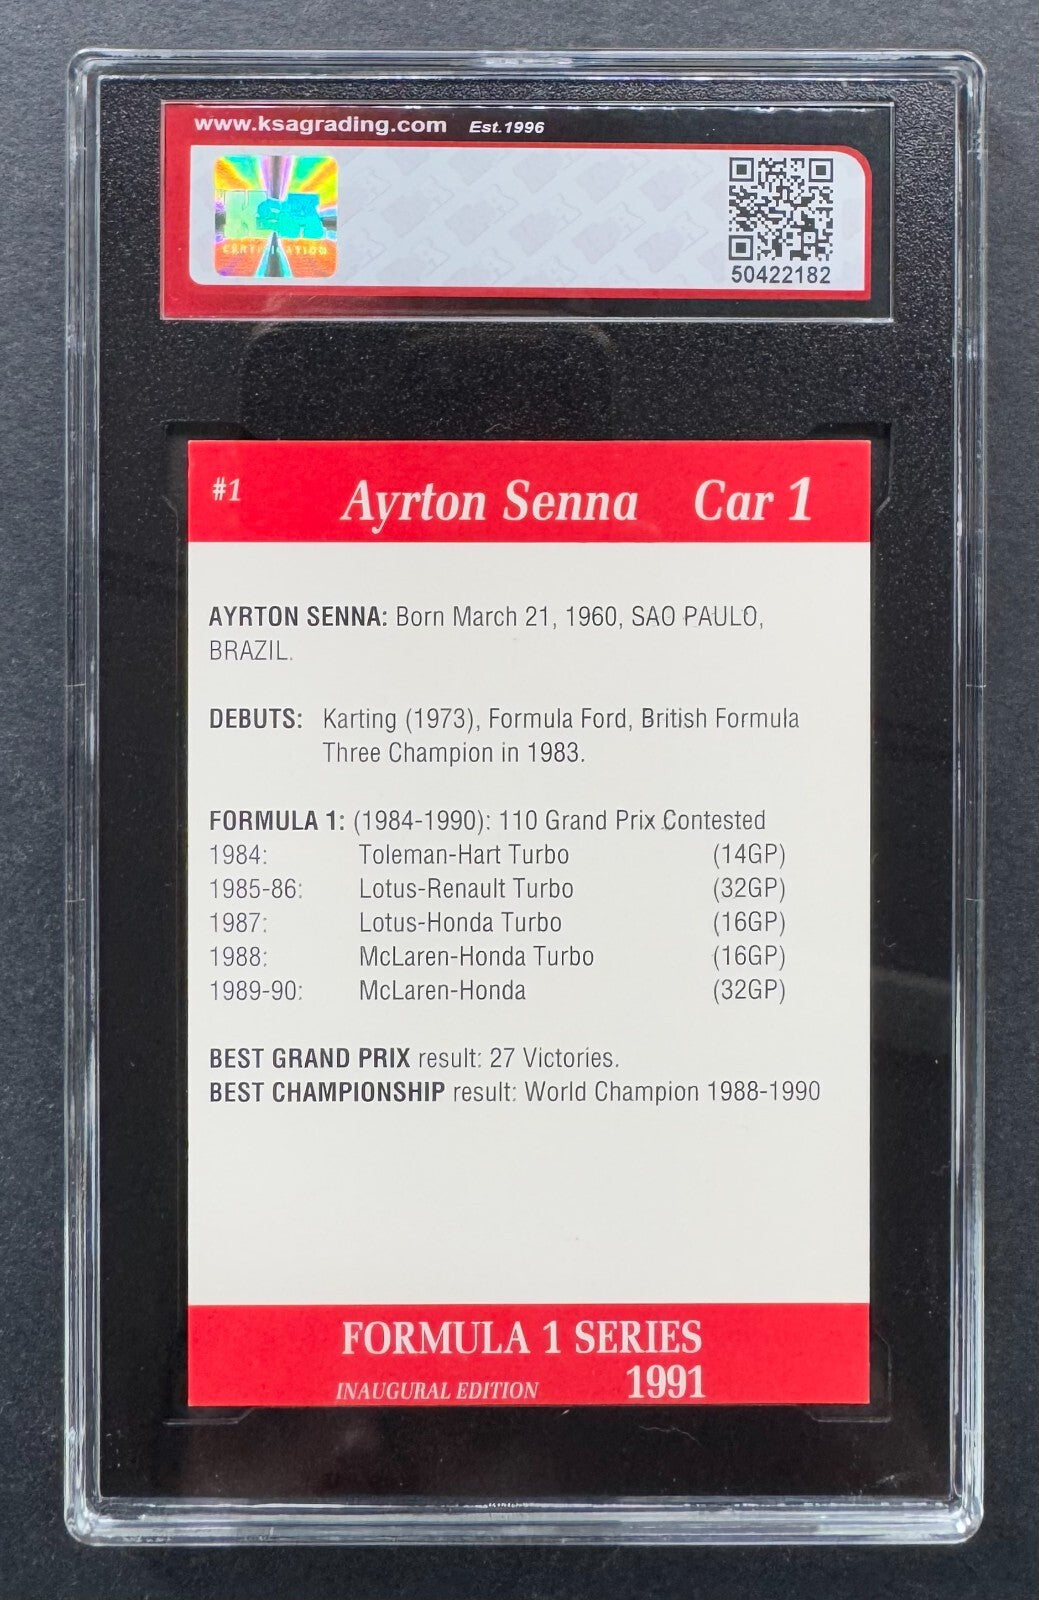 www.ksagrading.com Est.1996
KSA
CERTIFICATION
50422182
#1 Ayrton Senna Car 1
AYRTON SENNA: Born March 21, 1960, SAO PAULO,
BRAZIL.
DEBUTS: Karting (1973), Formula Ford, British Formula
Three Champion in 1983.
FORMULA 1: (1984-1990): 110 Grand Prix Contested
1984: Toleman-Hart Turbo (14GP)
1985-86: Lotus-Renault Turbo (32GP)
1987: Lotus-Honda Turbo (16GP)
1988: McLaren-Honda Turbo (16GP)
1989-90: McLaren-Honda (32GP)
BEST GRAND PRIX result: 27 Victories.
BEST CHAMPIONSHIP result: World Champion 1988-1990
FORMULA 1 SERIES
INAUGURAL EDITION 1991